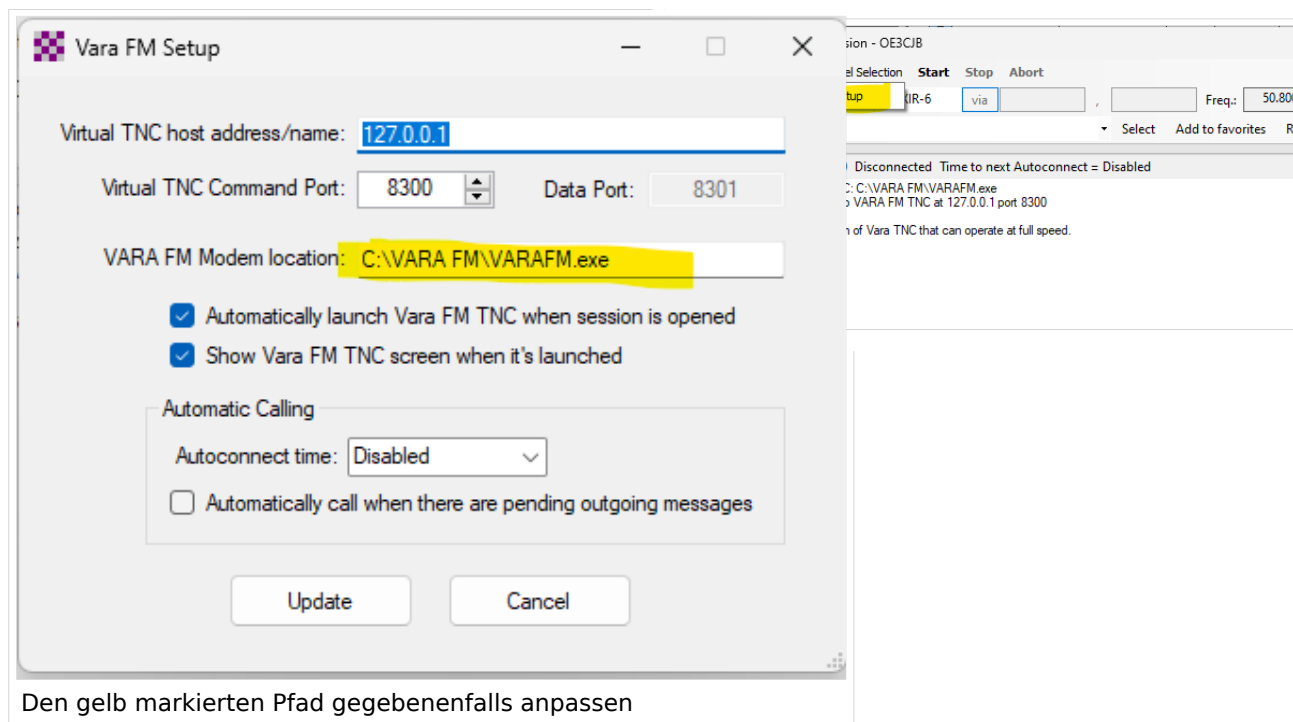 Vara FM Setup
Virtual TNC host address/name: 127.0.0.1
Virtual TNC Command Port: 8300 Data Port: 8301
VARA FM Modem location: C:\VARA FM\VARAFM.exe
Automatically launch Vara FM TNC when session is opened
Show Vara FM TNC screen when it's launched
Automatic Calling
Autoconnect time: Disabled
Automatically call when there are pending outgoing messages
Update Cancel
Den gelb markierten Pfad gegebenenfalls anpassen
sion - OE3CJB
el Selection Start Stop Abort
tup IR-6 via , Freq.: 50.800
Select Add to favorites R
Disconnected Time to next Autoconnect = Disabled
C: C:\VARA FM\VARAFM.exe
o VARA FM TNC at 127.0.0.1 port 8300
n of Vara TNC that can operate at full speed.